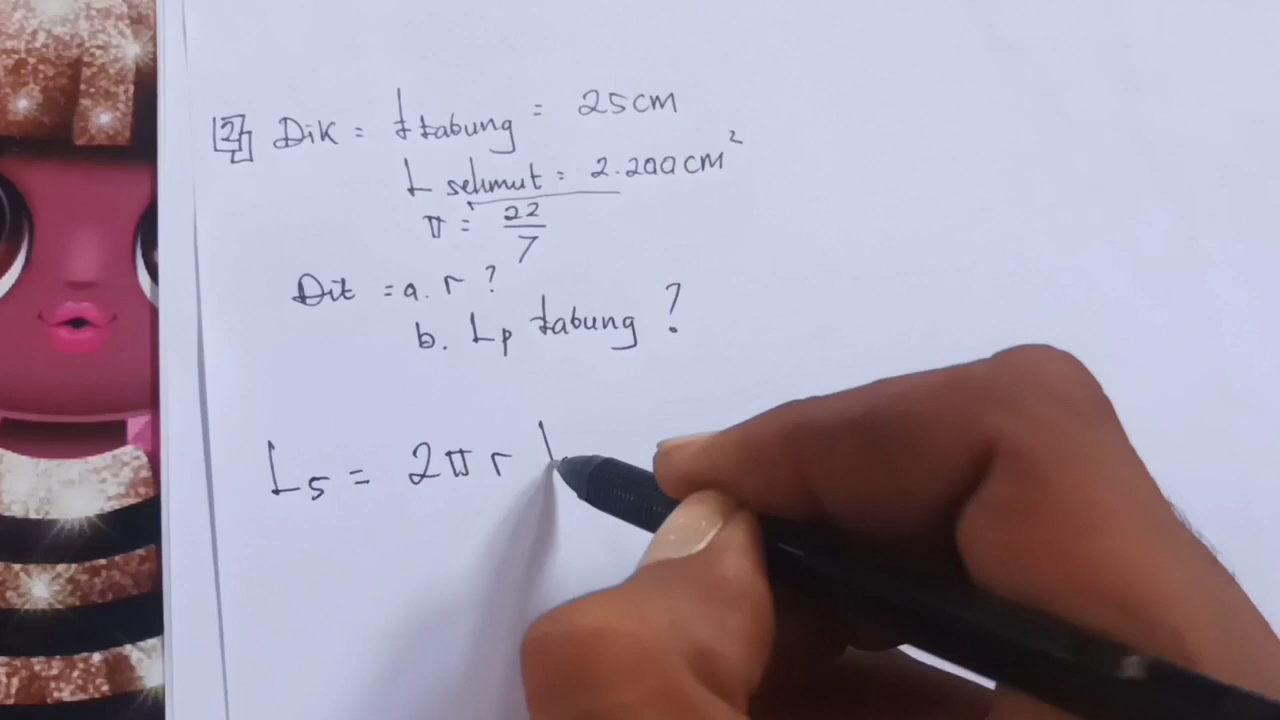 2 Dik = t tabung = 25 cm
L selimut = 2.200 cm²
π = 22/7
Dit = a. r ?
b. Lp tabung ?
Ls = 2 π r